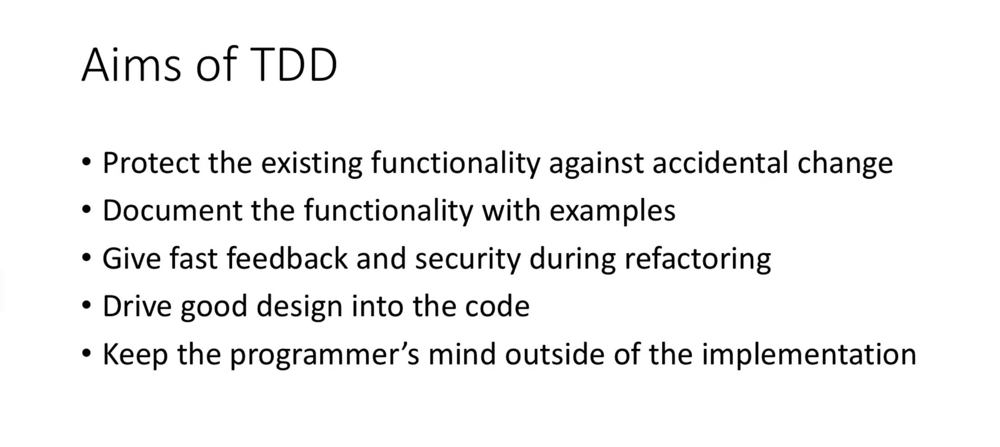 Aims of TDD
• Protect the existing functionality against accidental change
• Document the functionality with examples
• Give fast feedback and security during refactoring
• Drive good design into the code
• Keep the programmer’s mind outside of the implementation